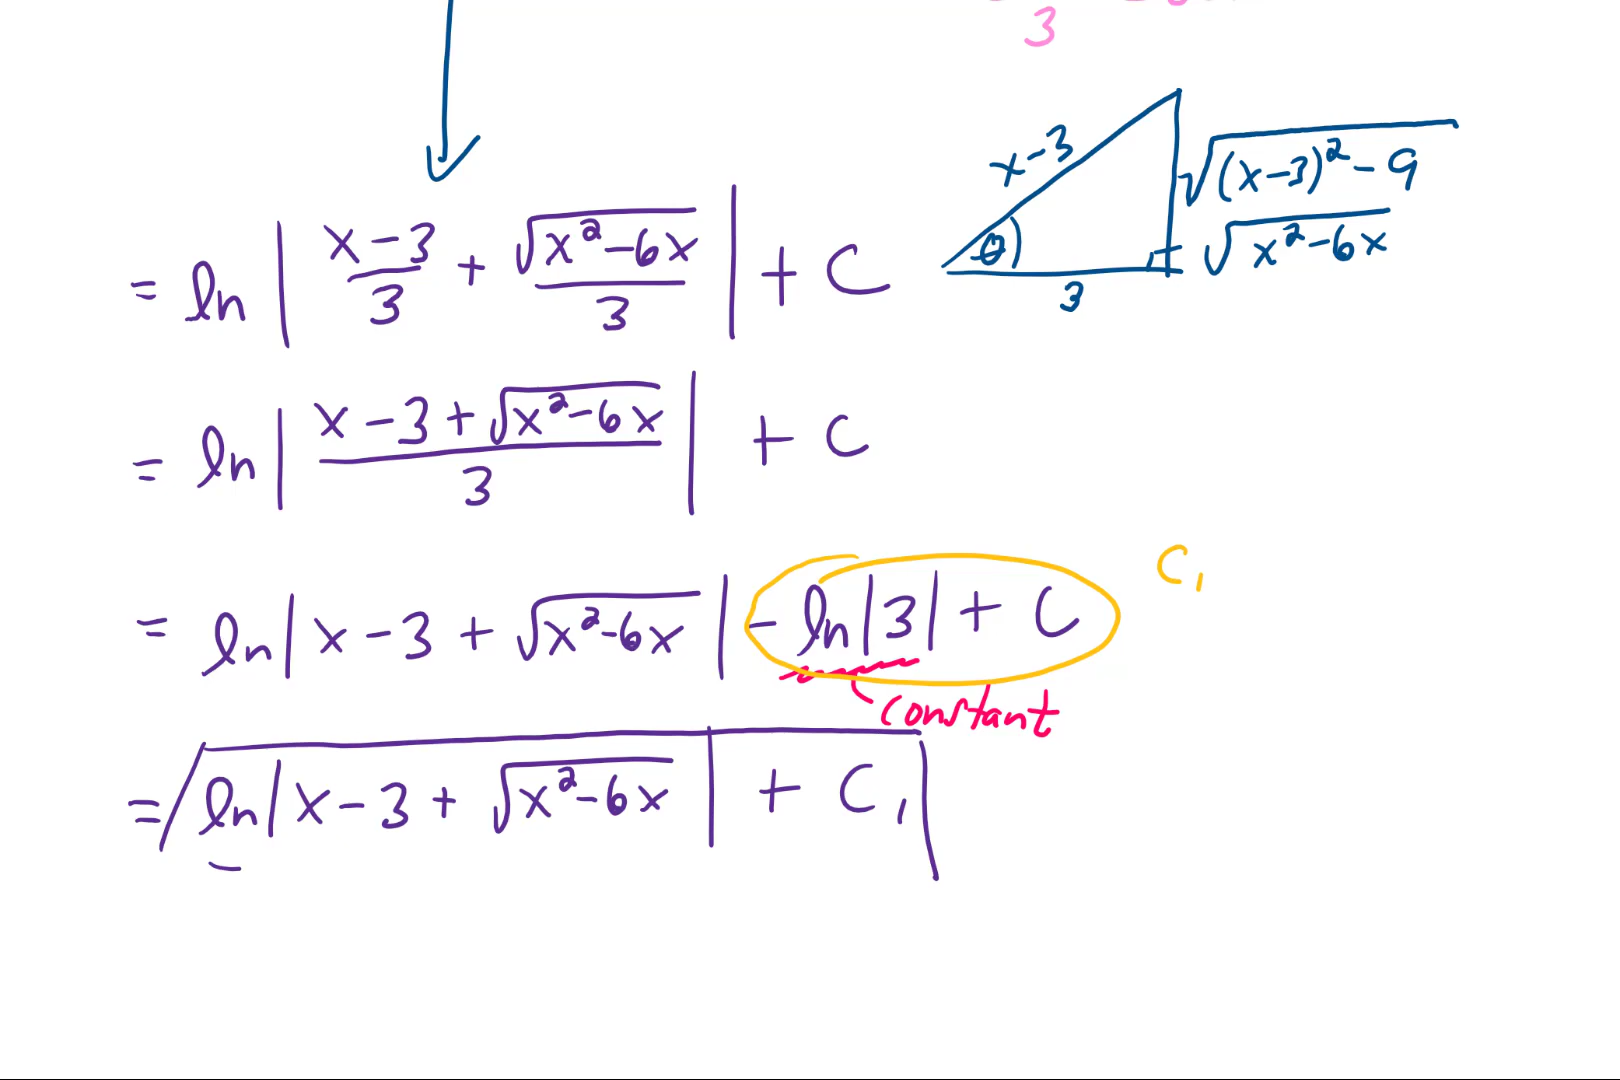 3
x-3
√(x-3)²-9
θ
√x²-6x
3
= ln | x-3/3 + √x²-6x/3 | + C
= ln | x-3+√x²-6x/3 | + C
= ln | x-3 + √x²-6x | - ln|3| + C
C₁
constant
= ln | x-3 + √x²-6x | + C₁